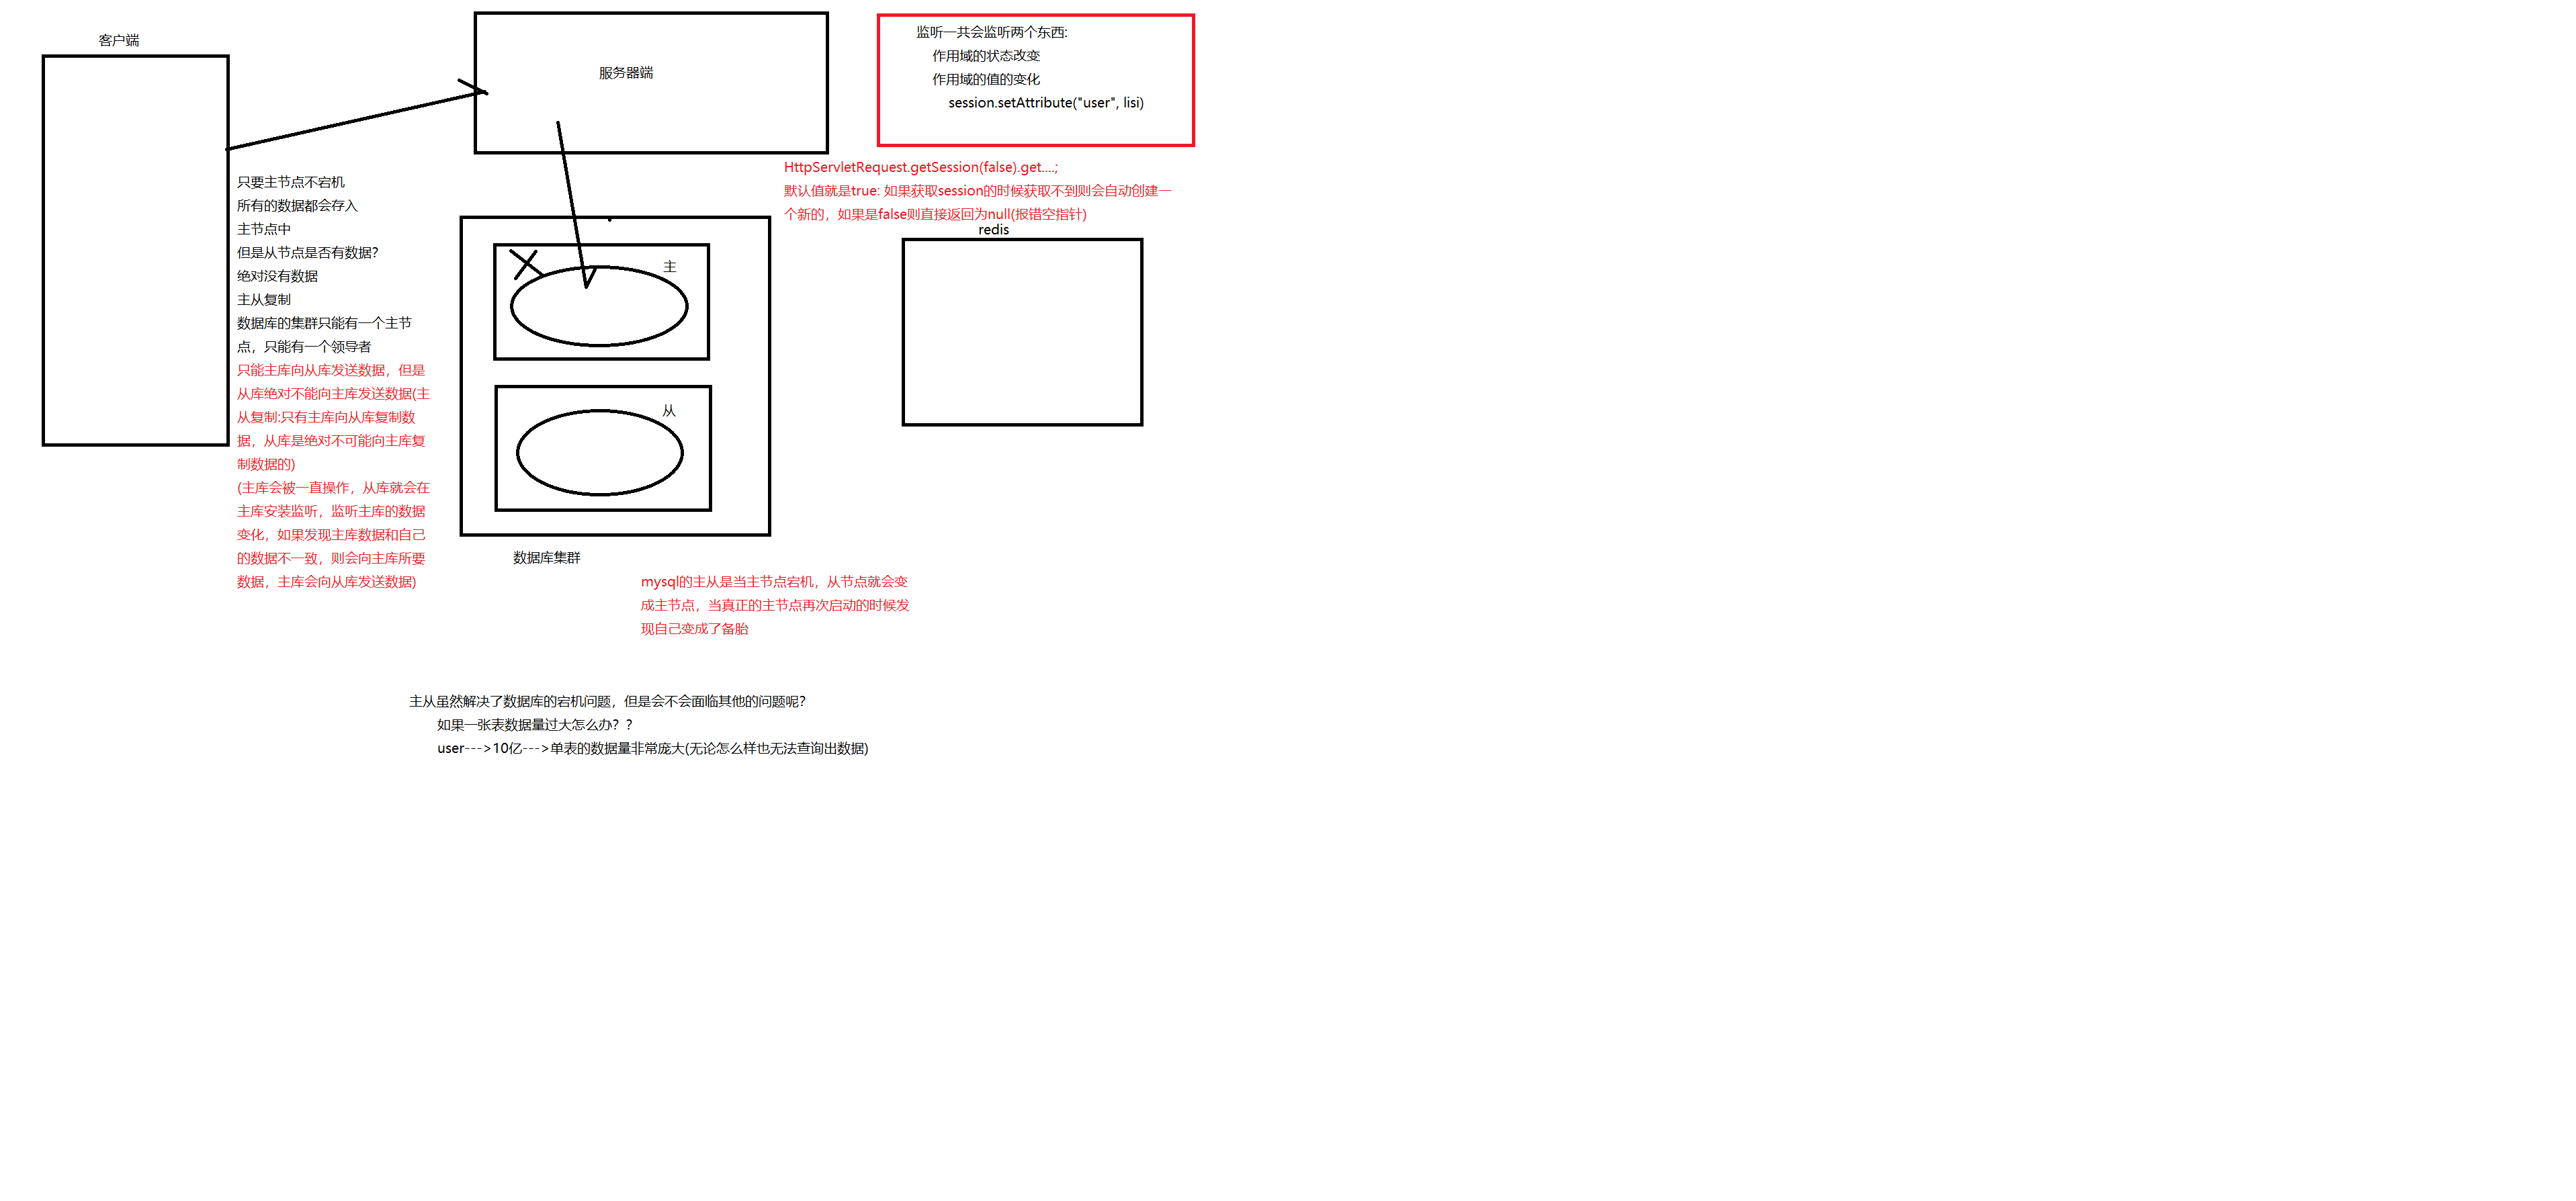 客户端
服务器端
监听一共会监听两个东西:
作用域的状态改变
作用域的值的变化
session.setAttribute("user", lisi)
HttpServletRequest.getSession(false).get....;
默认值就是true: 如果获取session的时候获取不到则会自动创建一
个新的，如果是false则直接返回为null(报错空指针)
redis
只要主节点不宕机
所有的数据都会存入
主节点中
但是从节点是否有数据?
绝对没有数据
主从复制
数据库的集群只能有一个主节
点，只能有一个领导者
只能主库向从库发送数据，但是
从库绝对不能向主库发送数据(主
从复制:只有主库向从库复制数
据，从库是绝对不可能向主库复
制数据的)
(主库会被一直操作，从库就会在
主库安装监听，监听主库的数据
变化，如果发现主库数据和自己
的数据不一致，则会向主库所要
数据，主库会向从库发送数据)
主
从
数据库集群
mysql的主从是当主节点宕机，从节点就会变
成主节点，当真正的主节点再次启动的时候发
现自己变成了备胎
主从虽然解决了数据库的宕机问题，但是会不会面临其他的问题呢?
如果一张表数据量过大怎么办? ?
user--->10亿--->单表的数据量非常庞大(无论怎么样也无法查询出数据)